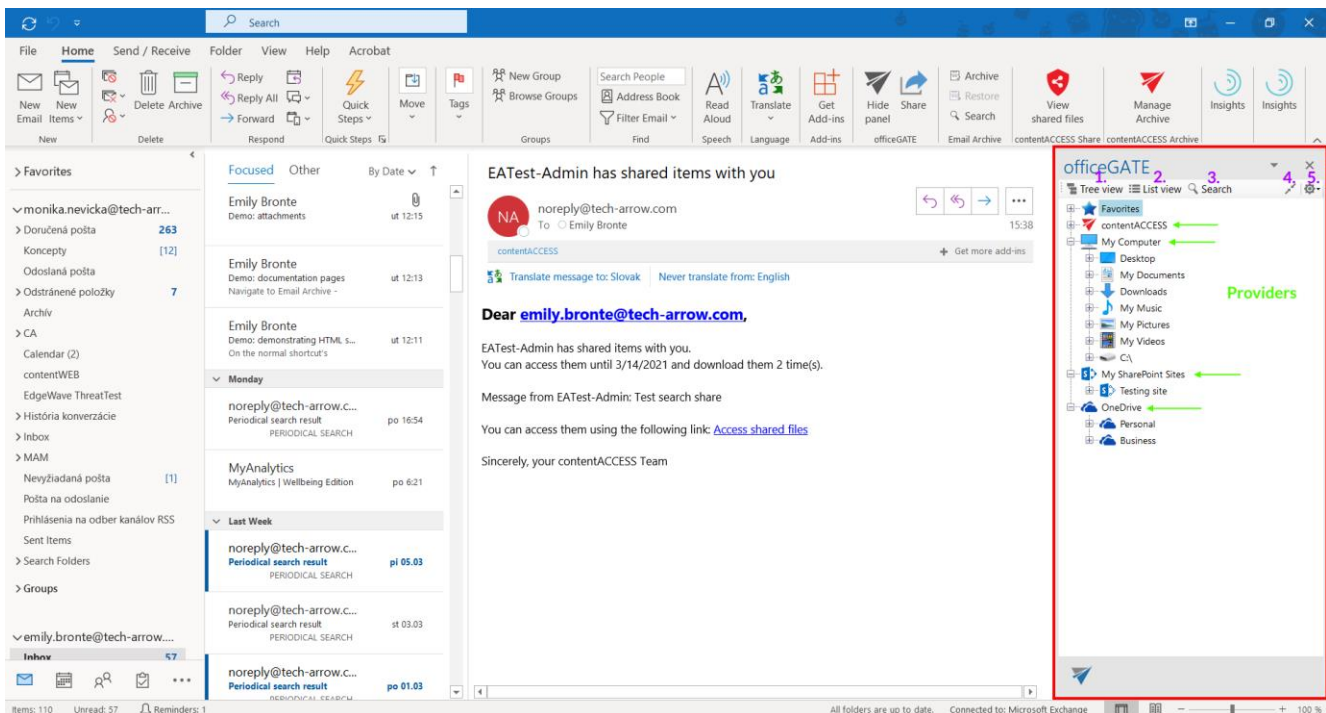 Search
File Home Send / Receive Folder View Help Acrobat
New Email
New Items
Delete
Archive
Reply
Reply All
Forward
Quick Steps
Move
Tags
New Group
Browse Groups
Search People
Address Book
Filter Email
Read Aloud
Translate
Get Add-ins
Hide panel
Share
Archive
Restore
Search
View shared files
Manage Archive
Insights
Insights
New Delete Respond Quick Steps Groups Find Speech Language Add-ins officeGATE Email Archive contentACCESS Share contentACCESS Archive
Favorites
monika.nevicka@tech-arr...
Doručená pošta 263
Koncepty [12]
Odoslaná pošta
Odstránené položky 7
Archív
CA
Calendar (2)
contentWEB
EdgeWave ThreatTest
História konverzácie
Inbox
MAM
Nevyžiadaná pošta [1]
Pošta na odoslanie
Prihlásenia na odber kanálov RSS
Sent Items
Search Folders
Groups
emily.bronte@tech-arrow....
Inbox 57
Focused Other By Date
Emily Bronte
Demo: attachments ut 12:15
Emily Bronte
Demo: documentation pages ut 12:13
Navigate to Email Archive -
Emily Bronte
Demo: demonstrating HTML s... ut 12:11
On the normal shortcut's
Monday
noreply@tech-arrow.c...
Periodical search result po 16:54
PERIODICAL SEARCH
MyAnalytics
MyAnalytics | Wellbeing Edition po 6:21
Last Week
noreply@tech-arrow.c...
Periodical search result pi 05.03
PERIODICAL SEARCH
noreply@tech-arrow.c...
Periodical search result st 03.03
PERIODICAL SEARCH
noreply@tech-arrow.c...
Periodical search result po 01.03
PERIODICAL SEARCH
EATest-Admin has shared items with you
NA
noreply@tech-arrow.com
To Emily Bronte
15:38
contentACCESS + Get more add-ins
Translate message to: Slovak Never translate from: English
Dear emily.bronte@tech-arrow.com,
EATest-Admin has shared items with you.
You can access them until 3/14/2021 and download them 2 time(s).
Message from EATest-Admin: Test search share
You can access them using the following link: Access shared files
Sincerely, your contentACCESS Team
officeGATE
1. 2. 3. 4. 5.
Tree view List view Search
Favorites
contentACCESS
My Computer
Desktop
My Documents
Downloads
Providers
My Music
My Pictures
My Videos
C:\
My SharePoint Sites
Testing site
OneDrive
Personal
Business
Items: 110 Unread: 57 Reminders: 1 All folders are up to date. Connected to: Microsoft Exchange 100 %